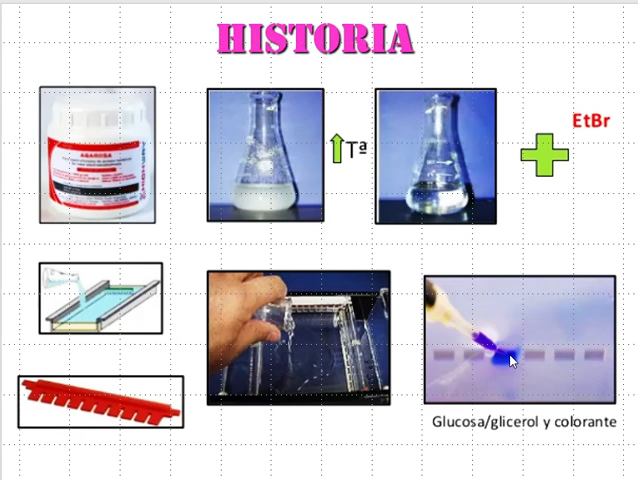 HISTORIA
EtBr
Tª
AGAROSA
Glucosa/glicerol y colorante